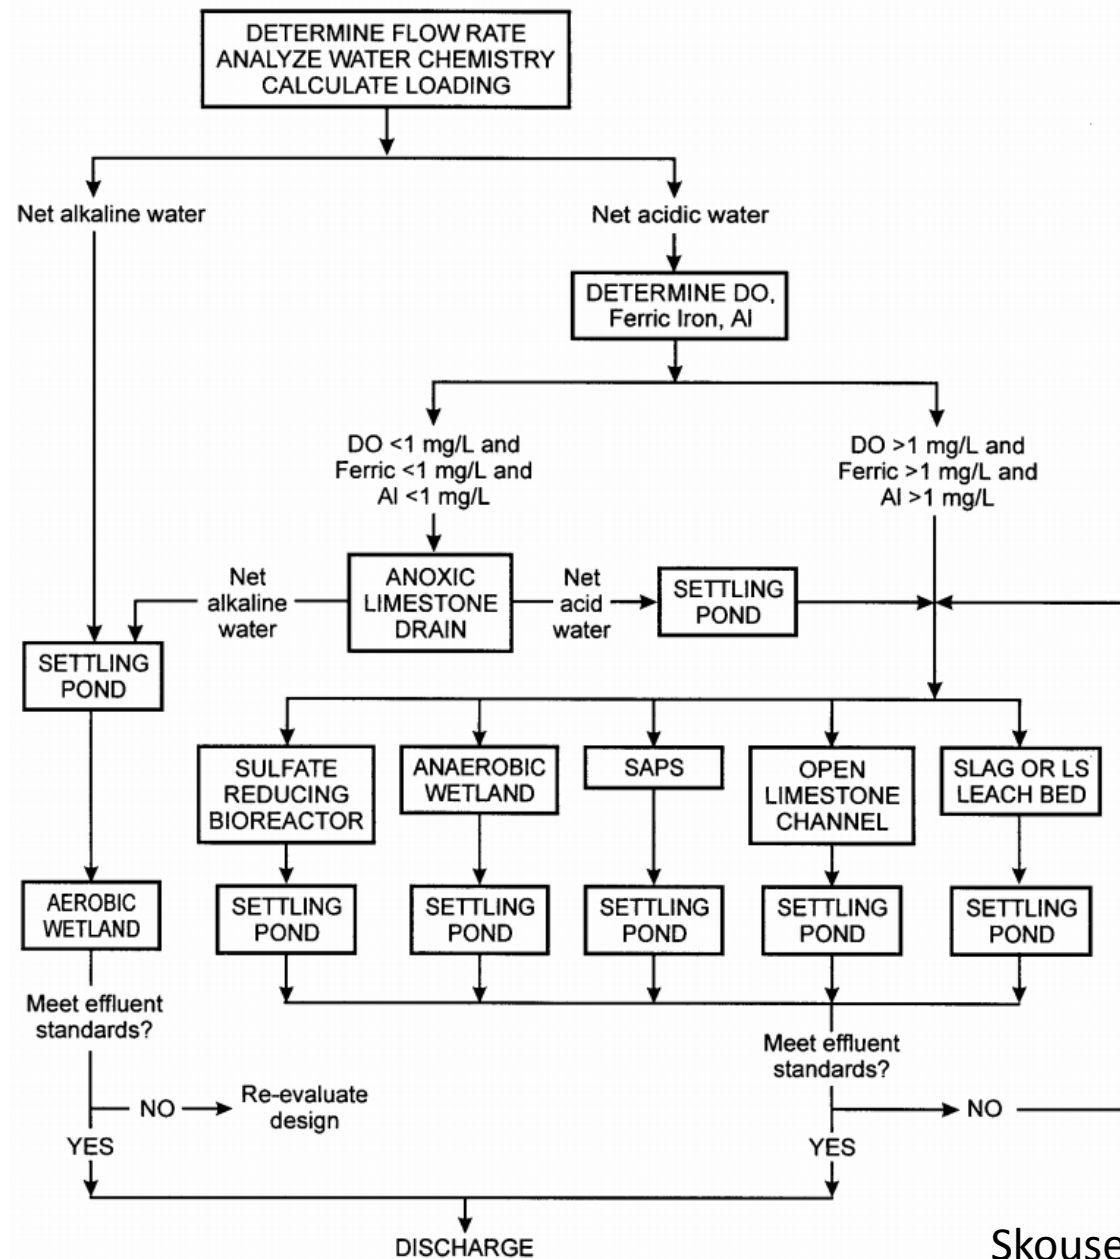 DETERMINE FLOW RATE
ANALYZE WATER CHEMISTRY
CALCULATE LOADING
Net alkaline water
Net acidic water
DETERMINE DO,
Ferric Iron, Al
DO <1 mg/L and
Ferric <1 mg/L and
Al <1 mg/L
DO >1 mg/L and
Ferric >1 mg/L and
Al >1 mg/L
Net
alkaline
water
ANOXIC
LIMESTONE
DRAIN
Net
acid
water
SETTLING
POND
SETTLING
POND
SULFATE
REDUCING
BIOREACTOR
ANAEROBIC
WETLAND
SAPS
OPEN
LIMESTONE
CHANNEL
SLAG OR LS
LEACH BED
AEROBIC
WETLAND
SETTLING
POND
SETTLING
POND
SETTLING
POND
SETTLING
POND
SETTLING
POND
Meet effluent
standards?
Meet effluent
standards?
NO
Re-evaluate
design
NO
YES
YES
DISCHARGE
Skouse